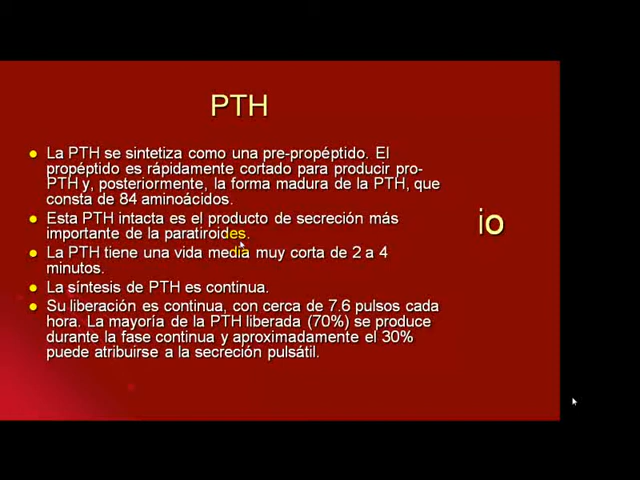 PTH
La PTH se sintetiza como una pre-propéptido. El
propéptido es rápidamente cortado para producir pro-
PTH y, posteriormente, la forma madura de la PTH, que
consta de 84 aminoácidos.
Esta PTH intacta es el producto de secreción más
importante de la paratiroides.
La PTH tiene una vida media muy corta de 2 a 4
minutos.
La síntesis de PTH es continua.
Su liberación es continua, con cerca de 7.6 pulsos cada
hora. La mayoría de la PTH liberada (70%) se produce
durante la fase continua y aproximadamente el 30%
puede atribuirse a la secreción pulsátil.
io